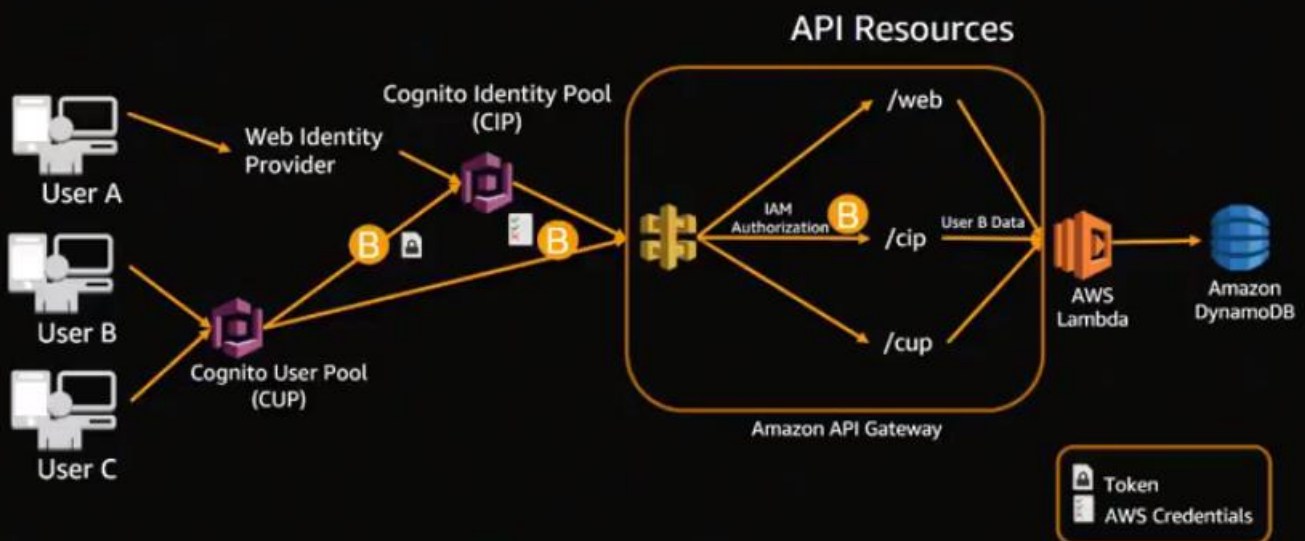 API Resources
Cognito Identity Pool
(CIP)
/web
Web Identity
Provider
User A
B
B
IAM
Authorization
B
/cip
User B Data
User B
AWS
Lambda
Amazon
DynamoDB
/cup
Cognito User Pool
(CUP)
Amazon API Gateway
User C
Token
AWS Credentials